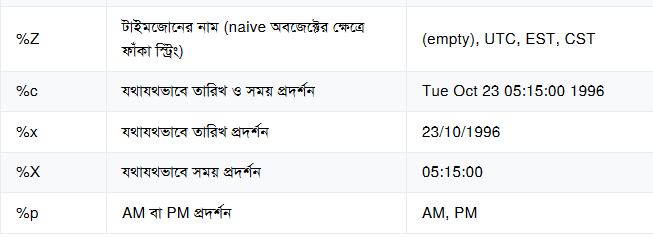 %Z টাইমজোনের নাম (naive অবজেক্টের ক্ষেত্রে (empty), UTC, EST, CST
ফাঁকা স্ট্রিং)
%c যথাযথভাবে তারিখ ও সময় প্রদর্শন Tue Oct 23 05:15:00 1996
%x যথাযথভাবে তারিখ প্রদর্শন 23/10/1996
%X যথাযথভাবে সময় প্রদর্শন 05:15:00
%p AM বা PM প্রদর্শন AM, PM